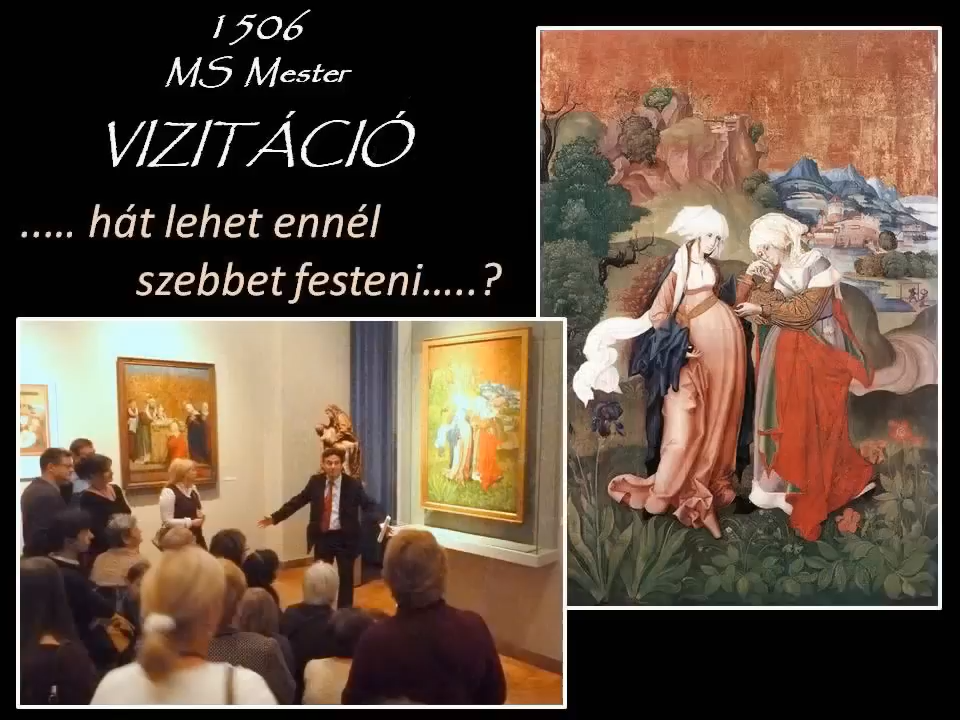 1506
MS Mester
VIZITÁCIÓ
..... hát lehet ennél
szebbet festeni…..?